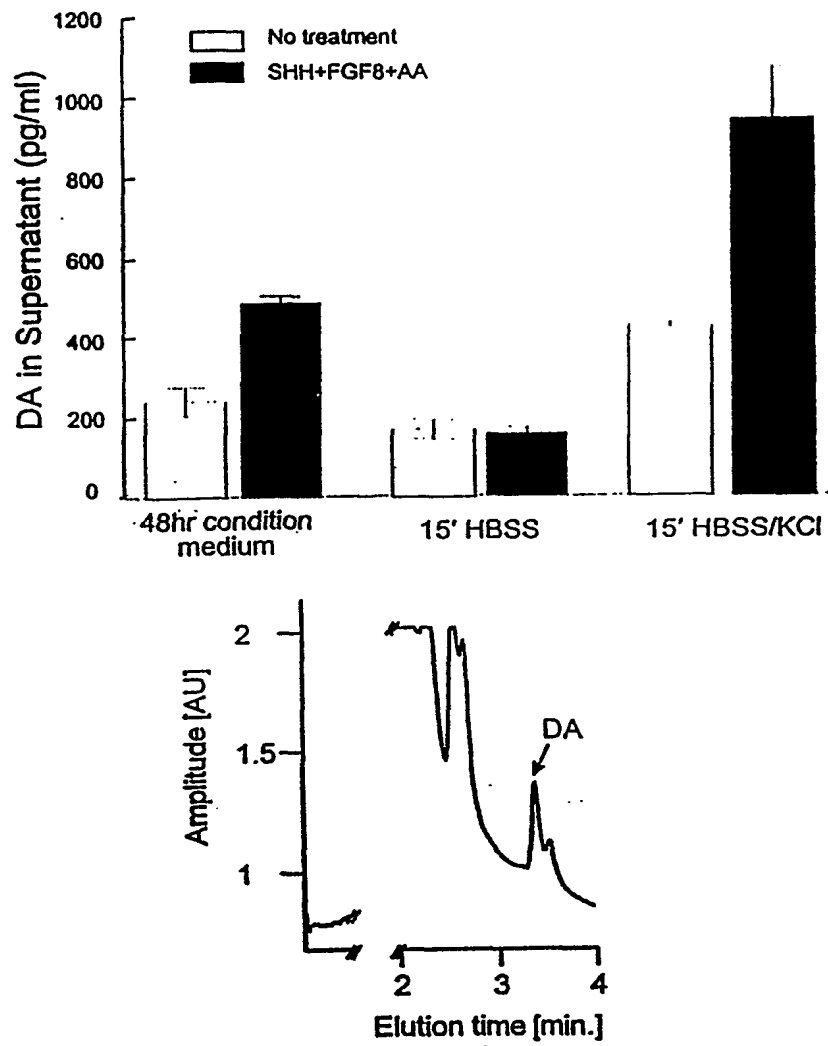 1200
1000
800
600
400
200
0
DA in Supernatant (pg/ml)
No treatment
SHH+FGF8+AA
48hr condition
medium
15' HBSS
15' HBSS/KCl
2
1.5
1
Amplitude [AU]
DA
2 3 4
Elution time [min.]